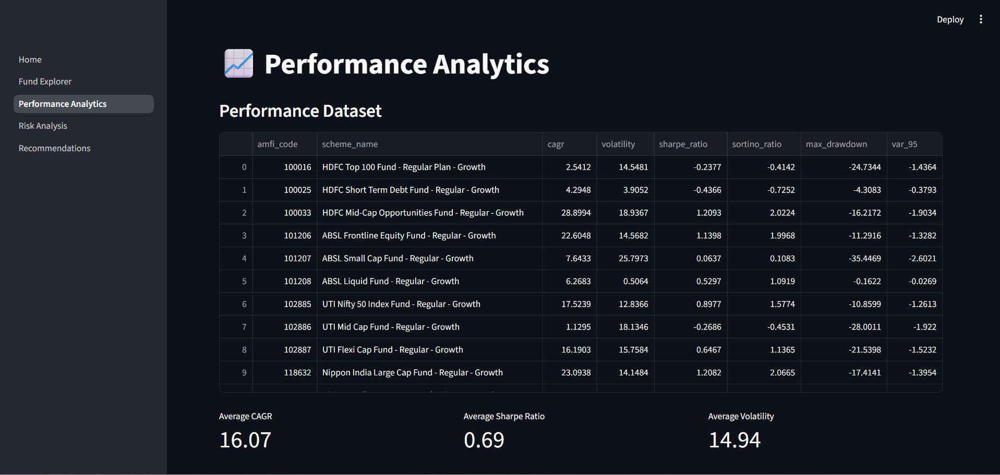 Deploy
Home
Fund Explorer
Performance Analytics
Risk Analysis
Recommendations
Performance Analytics
Performance Dataset
amfi_code scheme_name cagr volatility sharpe_ratio sortino_ratio max_drawdown var_95
0 100016 HDFC Top 100 Fund - Regular Plan - Growth 2.5412 14.5481 -0.2377 -0.4142 -24.7344 -1.4364
1 100025 HDFC Short Term Debt Fund - Regular - Growth 4.2948 3.9052 -0.4366 -0.7252 -4.3083 -0.3793
2 100033 HDFC Mid-Cap Opportunities Fund - Regular - Growth 28.8994 18.9367 1.2093 2.0224 -16.2172 -1.9034
3 101206 ABSL Frontline Equity Fund - Regular - Growth 22.6048 14.5682 1.1398 1.9968 -11.2916 -1.3282
4 101207 ABSL Small Cap Fund - Regular - Growth 7.6433 25.7973 0.0637 0.1083 -35.4469 -2.6021
5 101208 ABSL Liquid Fund - Regular - Growth 6.2683 0.5064 0.5297 1.0919 -0.1622 -0.0269
6 102885 UTI Nifty 50 Index Fund - Regular - Growth 17.5239 12.8366 0.8977 1.5774 -10.8599 -1.2613
7 102886 UTI Mid Cap Fund - Regular - Growth 1.1295 18.1346 -0.2686 -0.4531 -28.0011 -1.922
8 102887 UTI Flexi Cap Fund - Regular - Growth 16.1903 15.7584 0.6467 1.1365 -21.5398 -1.5232
9 118632 Nippon India Large Cap Fund - Regular - Growth 23.0938 14.1484 1.2082 2.0665 -17.4141 -1.3954
Average CAGR Average Sharpe Ratio Average Volatility
16.07 0.69 14.94